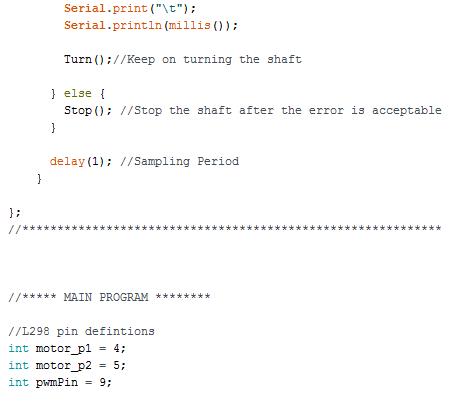 Serial.print("\t");
Serial.println(millis());
Turn();//Keep on turning the shaft
} else {
Stop(); //Stop the shaft after the error is acceptable
}
delay(1); //Sampling Period
}
};
//************************************************************
//***** MAIN PROGRAM ********
//L298 pin defintions
int motor_p1 = 4;
int motor_p2 = 5;
int pwmPin = 9;